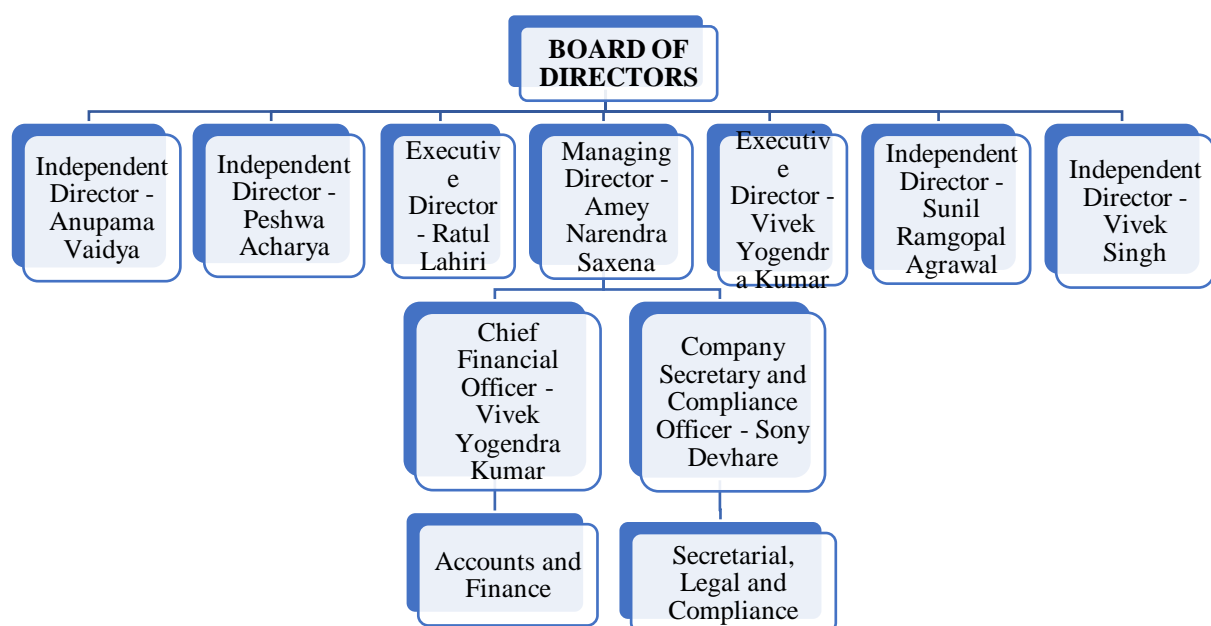 BOARD OF
DIRECTORS
Independent
Director -
Anupama
Vaidya
Independent
Director -
Peshwa
Acharya
Executiv
e
Director
- Ratul
Lahiri
Managing
Director -
Amey
Narendra
Saxena
Executiv
e
Director -
Vivek
Yogendr
a Kumar
Independent
Director -
Sunil
Ramgopal
Agrawal
Independent
Director -
Vivek
Singh
Chief
Financial
Officer -
Vivek
Yogendra
Kumar
Company
Secretary and
Compliance
Officer - Sony
Devhare
Accounts and
Finance
Secretarial,
Legal and
Compliance